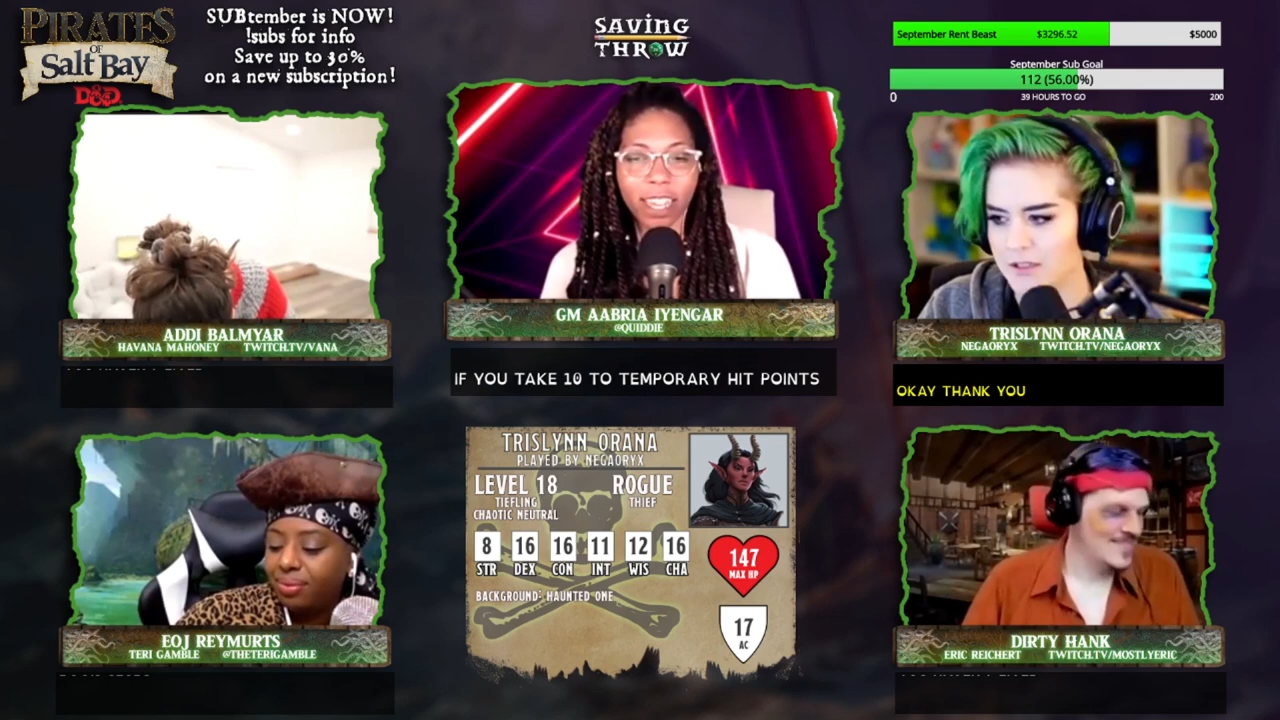 PIRATES
OF
Salt Bay
D&D
SUBtember is NOW!
!subs for info
Save up to 30%
on a new subscription!
SAVING
THROW
September Rent Beast $3296.52 $5000
September Sub Goal
112 (56.00%)
0 39 HOURS TO GO 200
ADDI BALMYAR
HAVANA MAHONEY TWITCH.TV/VANA
GM AABRIA IYENGAR
@QUIDDIE
IF YOU TAKE 10 TO TEMPORARY HIT POINTS
TRISLYNN ORANA
NEGAORYX TWITCH.TV/NEGAORYX
OKAY THANK YOU
EOJ REYMURTS
TERI GAMBLE @THETERIGAMBLE
TRISLYNN ORANA
PLAYED BY NEGAORYX
LEVEL 18 ROGUE
TIEFLING THIEF
CHAOTIC NEUTRAL
8 16 16 11 12 16
STR DEX CON INT WIS CHA
147
MAX HP
BACKGROUND: HAUNTED ONE
17
AC
DIRTY HANK
ERIC REICHERT TWITCH.TV/MOSTLYERIC